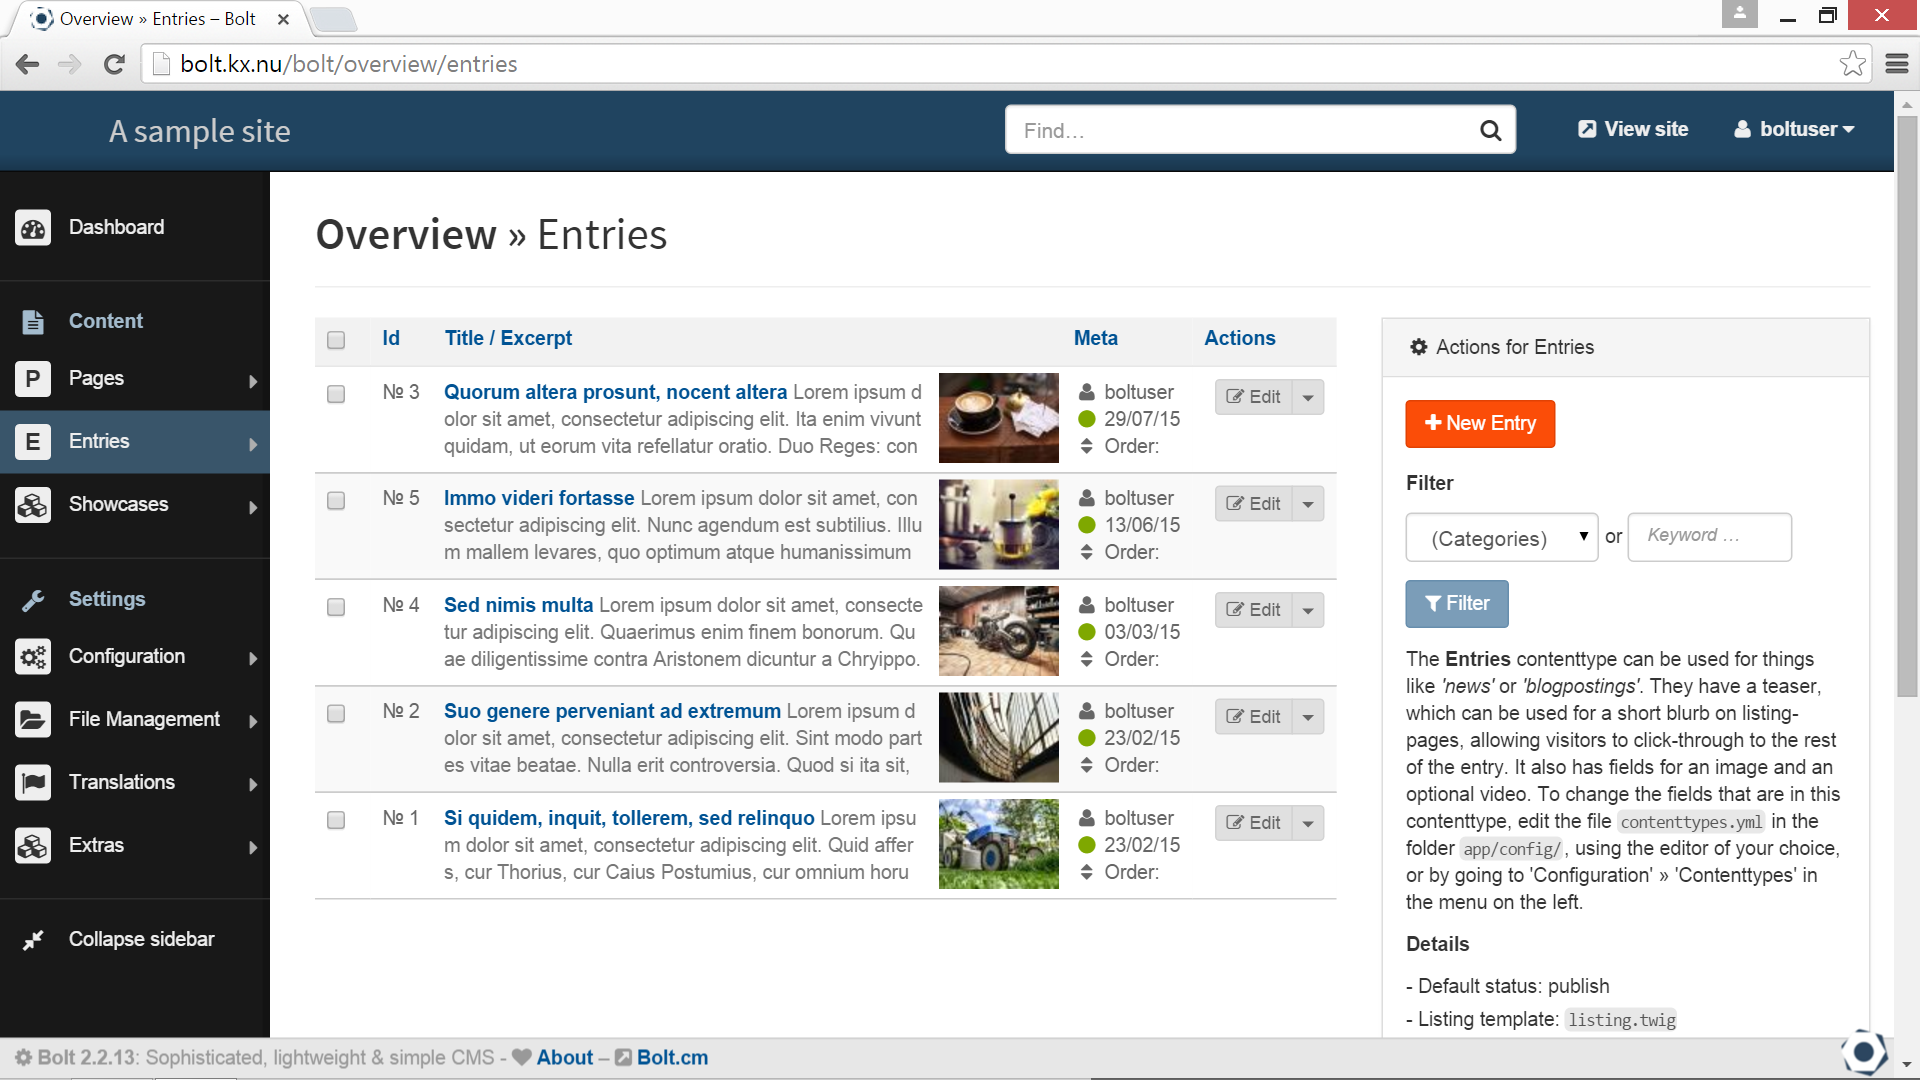 Overview » Entries – Bolt
bolt.kx.nu/bolt/overview/entries
A sample site
Find...
View site
boltuser
Dashboard
Content
P Pages
E Entries
Showcases
Settings
Configuration
File Management
Translations
Extras
Collapse sidebar
Overview » Entries
Id Title / Excerpt Meta Actions
№ 3 Quorum altera prosunt, nocent altera Lorem ipsum d
olor sit amet, consectetur adipiscing elit. Ita enim vivunt
quidam, ut eorum vita refellatur oratio. Duo Reges: con
boltuser
29/07/15
Order:
Edit
№ 5 Immo videri fortasse Lorem ipsum dolor sit amet, con
sectetur adipiscing elit. Nunc agendum est subtilius. Illu
m mallem levares, quo optimum atque humanissimum
boltuser
13/06/15
Order:
Edit
№ 4 Sed nimis multa Lorem ipsum dolor sit amet, consecte
tur adipiscing elit. Quaerimus enim finem bonorum. Qu
ae diligentissime contra Aristonem dicuntur a Chryippo.
boltuser
03/03/15
Order:
Edit
№ 2 Suo genere perveniant ad extremum Lorem ipsum d
olor sit amet, consectetur adipiscing elit. Sint modo part
es vitae beatae. Nulla erit controversia. Quod si ita sit,
boltuser
23/02/15
Order:
Edit
№ 1 Si quidem, inquit, tollerem, sed relinquo Lorem ipsu
m dolor sit amet, consectetur adipiscing elit. Quid affer
s, cur Thorius, cur Caius Postumius, cur omnium horu
boltuser
23/02/15
Order:
Edit
Actions for Entries
New Entry
Filter
(Categories) or Keyword ...
Filter
The Entries contenttype can be used for things
like 'news' or 'blogpostings'. They have a teaser,
which can be used for a short blurb on listing-
pages, allowing visitors to click-through to the rest
of the entry. It also has fields for an image and an
optional video. To change the fields that are in this
contenttype, edit the file contenttypes.yml in the
folder app/config/, using the editor of your choice,
or by going to 'Configuration' » 'Contenttypes' in
the menu on the left.
Details
- Default status: publish
- Listing template: listing.twig
Bolt 2.2.13: Sophisticated, lightweight & simple CMS - About – Bolt.cm